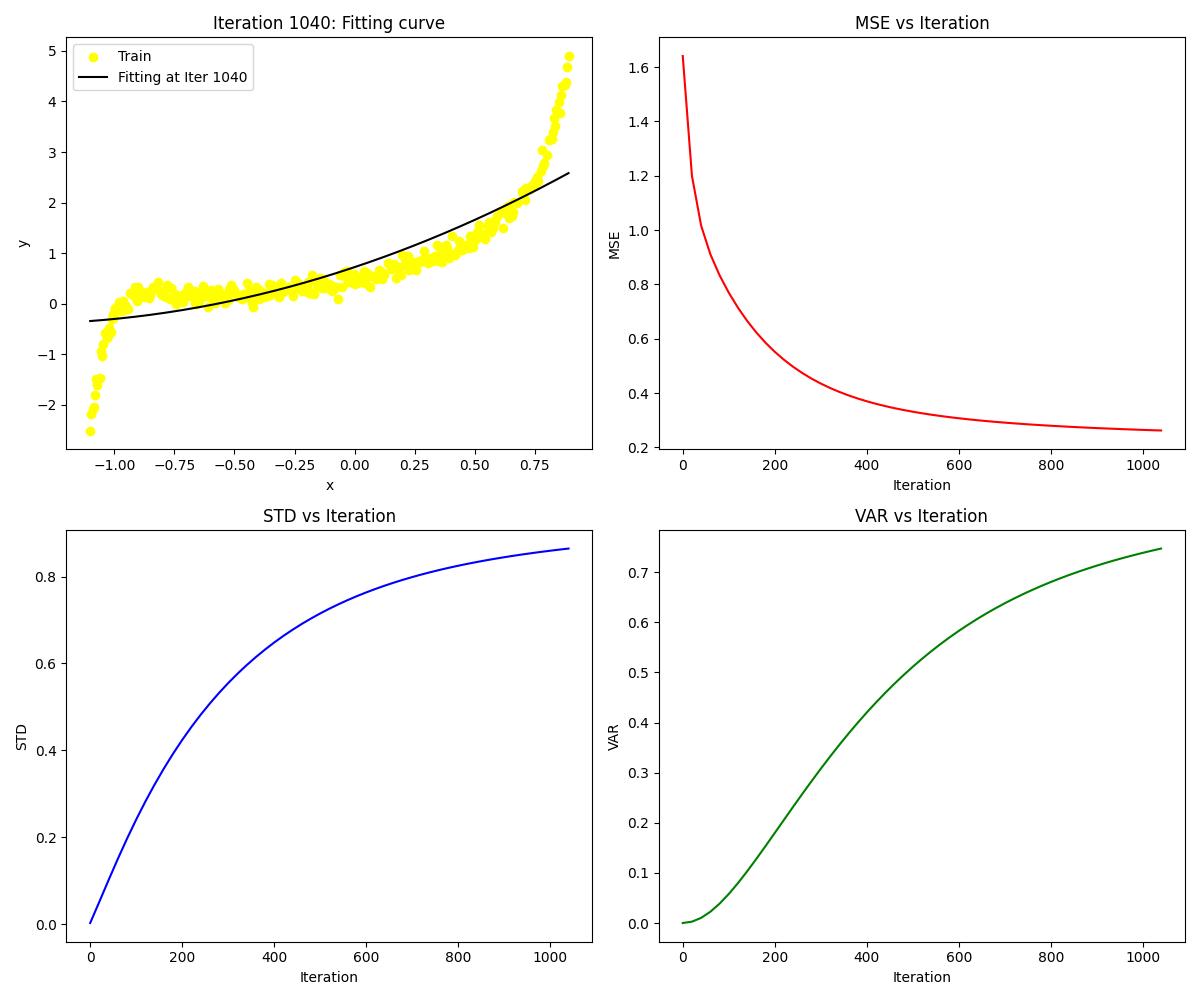 Iteration 1040: Fitting curve
Train
Fitting at Iter 1040
5
4
3
2
1
0
−1
−2
y
−1.00 −0.75 −0.50 −0.25 0.00 0.25 0.50 0.75
x
MSE vs Iteration
1.6
1.4
1.2
1.0
0.8
0.6
0.4
0.2
MSE
0 200 400 600 800 1000
Iteration
STD vs Iteration
0.8
0.6
0.4
0.2
0.0
STD
0 200 400 600 800 1000
Iteration
VAR vs Iteration
0.7
0.6
0.5
0.4
0.3
0.2
0.1
0.0
VAR
0 200 400 600 800 1000
Iteration